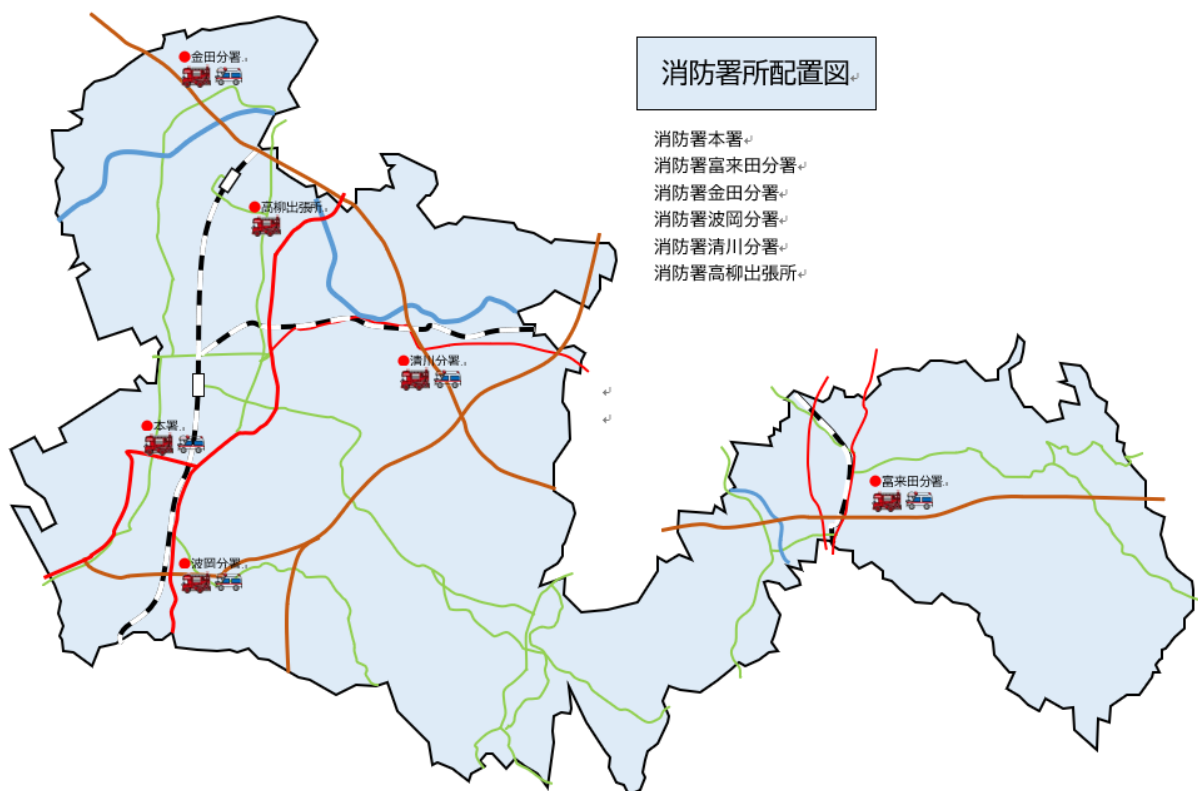 消防署所配置図
消防署本署
消防署富来田分署
消防署金田分署
消防署波岡分署
消防署清川分署
消防署高柳出張所
金田分署
高柳出張所
清川分署
本署
富来田分署
波岡分署